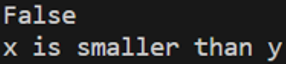 False
x is smaller than y